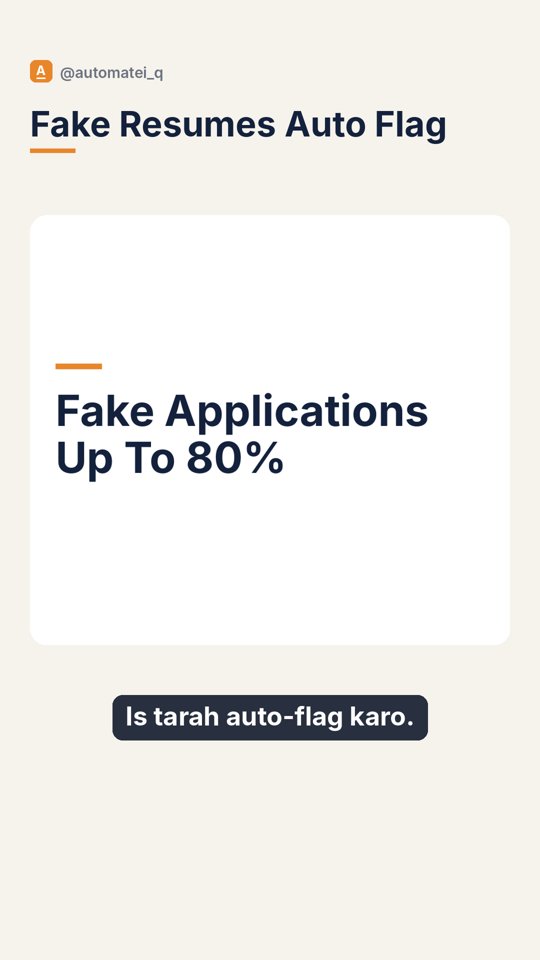 A
@automatei_q
Fake Resumes Auto Flag
Fake Applications
Up To 80%
Is tarah auto-flag karo.